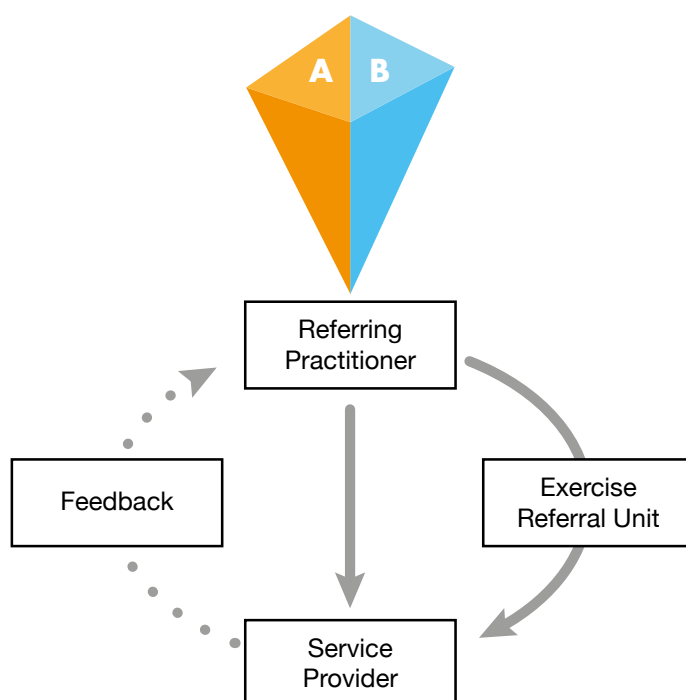 A B
Referring
Practitioner
Feedback
Exercise
Referral Unit
Service
Provider